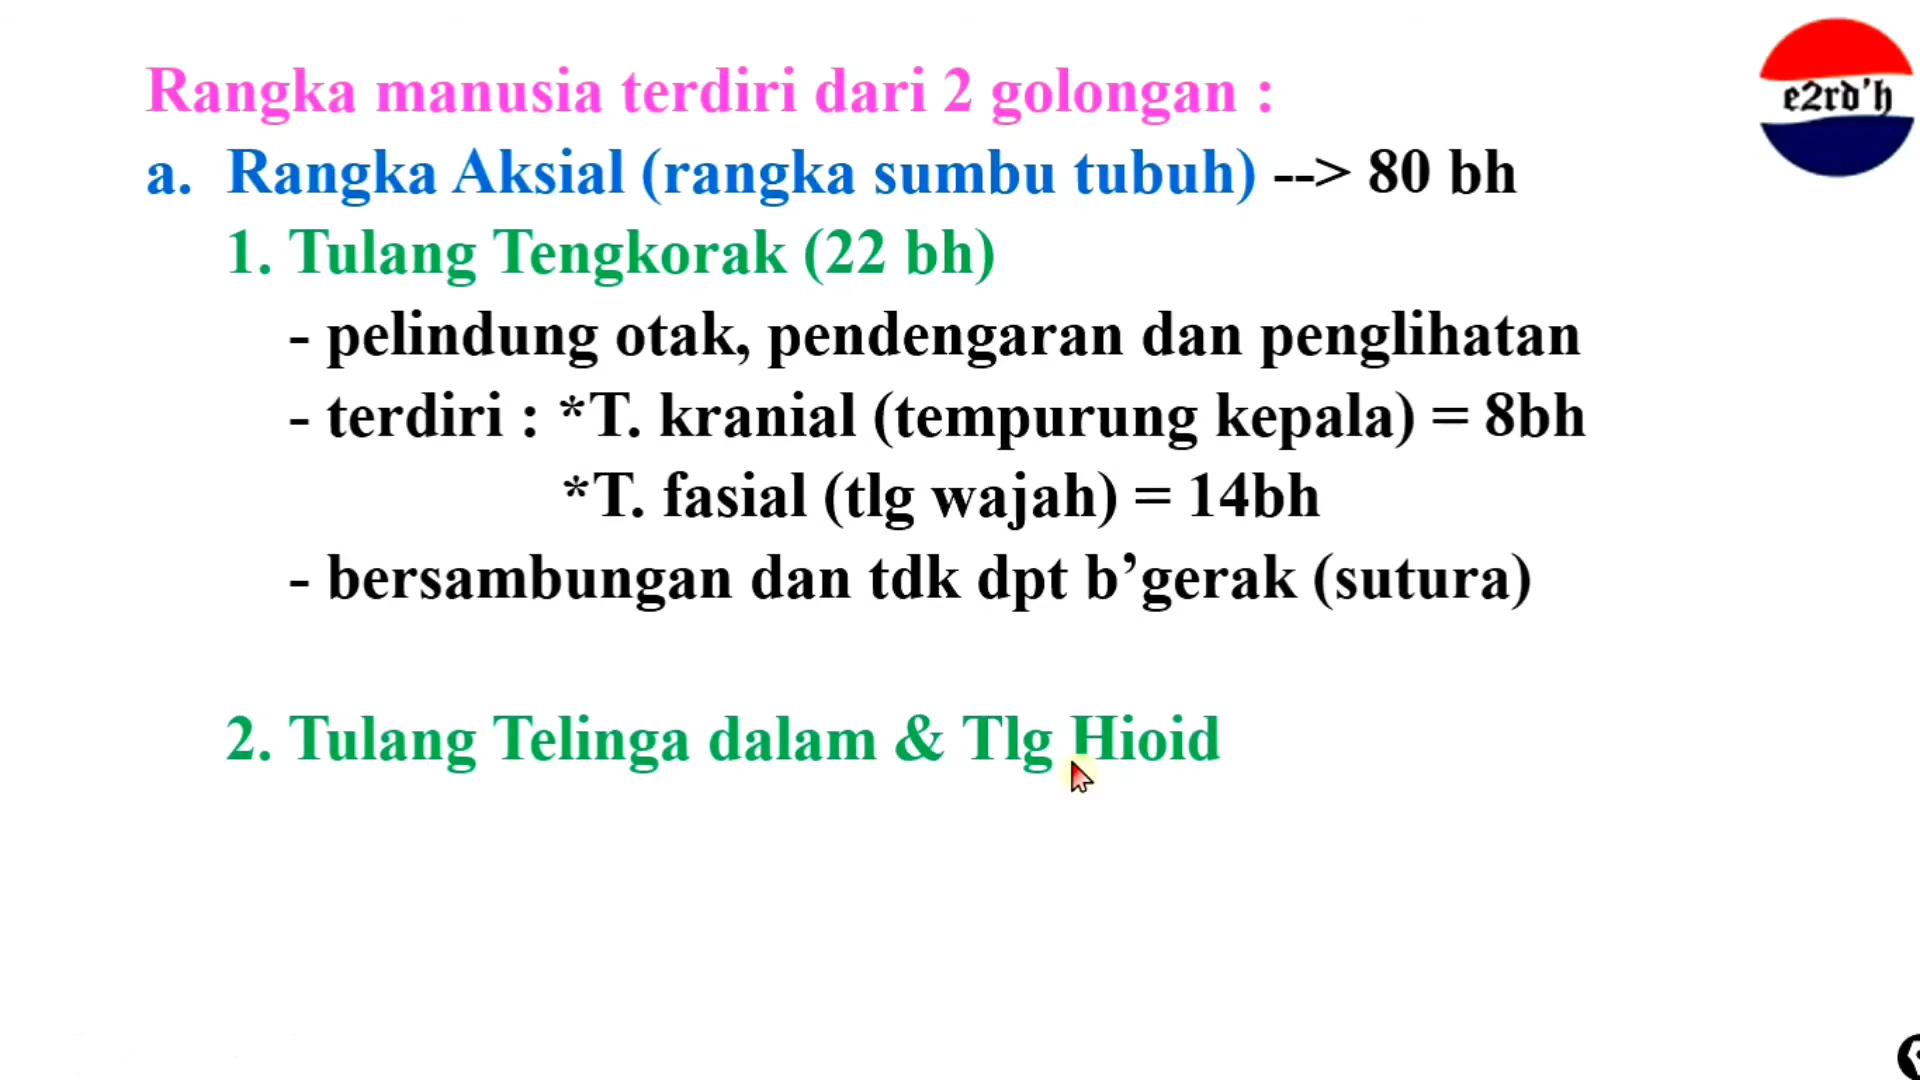 Rangka manusia terdiri dari 2 golongan :
e2rd'h
a. Rangka Aksial (rangka sumbu tubuh) --> 80 bh
1. Tulang Tengkorak (22 bh)
- pelindung otak, pendengaran dan penglihatan
- terdiri : *T. kranial (tempurung kepala) = 8bh
*T. fasial (tlg wajah) = 14bh
- bersambungan dan tdk dpt b’gerak (sutura)
2. Tulang Telinga dalam & Tlg Hioid